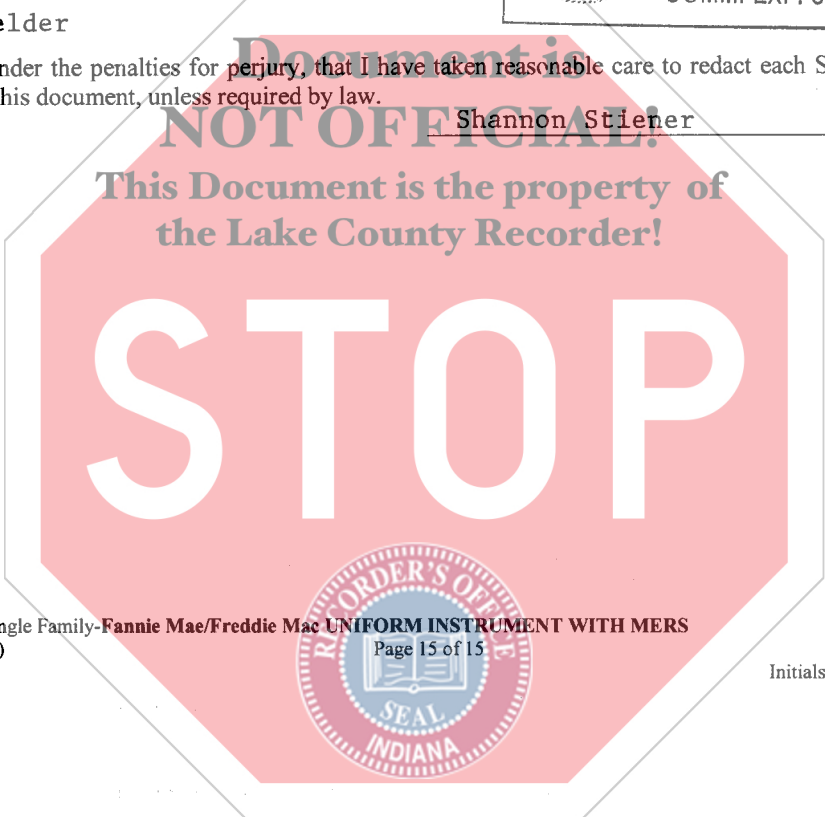 elder
nder the penalties for perjury, that I have taken reasonable care to redact each S
his document, unless required by law.
Shannon Stiener
Document is
NOT OFFICIAL!
This Document is the property of
the Lake County Recorder!
STOP
ngle Family-Fannie Mae/Freddie Mac UNIFORM INSTRUMENT WITH MERS
)
Page 15 of 15
Initials
RECORDER'S OFFICE
SEAL
INDIANA